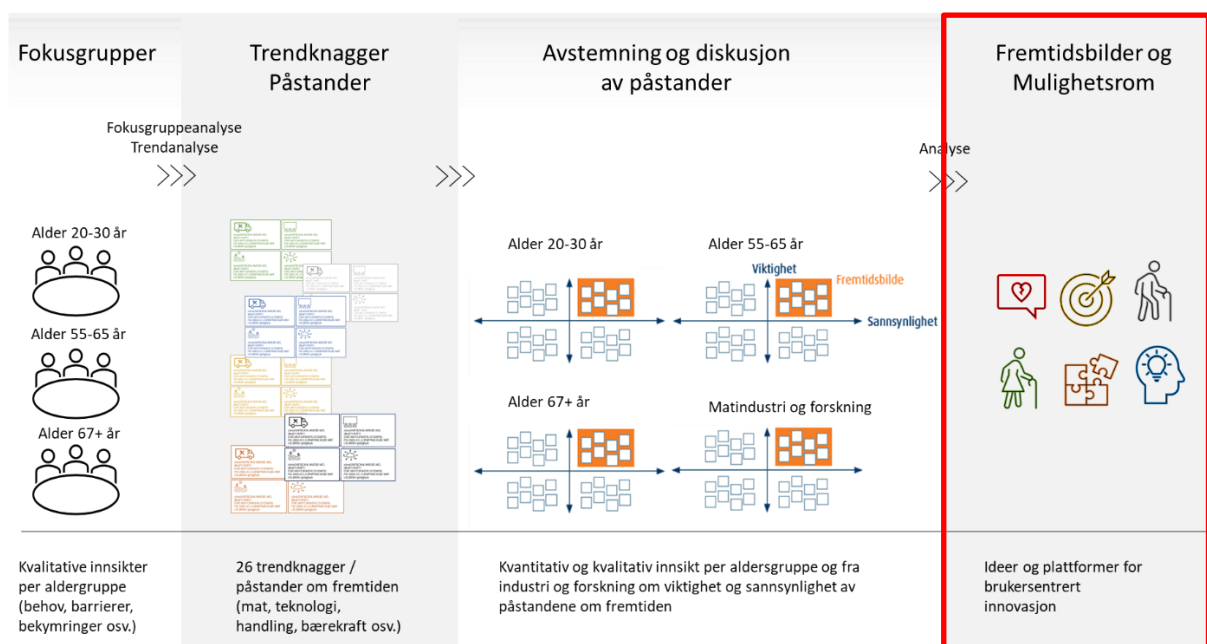 Fokusgrupper
Trendknagger
Påstander
Avstemning og diskusjon
av påstander
Fremtidsbilder og
Mulighetsrom
Fokusgruppeanalyse
Trendanalyse
Analyse
Alder 20-30 år
Alder 55-65 år
Alder 67+ år
Alder 20-30 år
Alder 55-65 år
Viktighet
Fremtidsbilde
Sannsynlighet
Alder 67+ år
Matindustri og forskning
Kvalitative innsikter
per aldergruppe
(behov, barrierer,
bekymringer osv.)
26 trendknagger /
påstander om fremtiden
(mat, teknologi,
handling, bærekraft osv.)
Kvantitativ og kvalitativ innsikt per aldersgruppe og fra
industri og forskning om viktighet og sannsynlighet av
påstandene om fremtiden
Ideer og plattformer for
brukersentrert
innovasjon